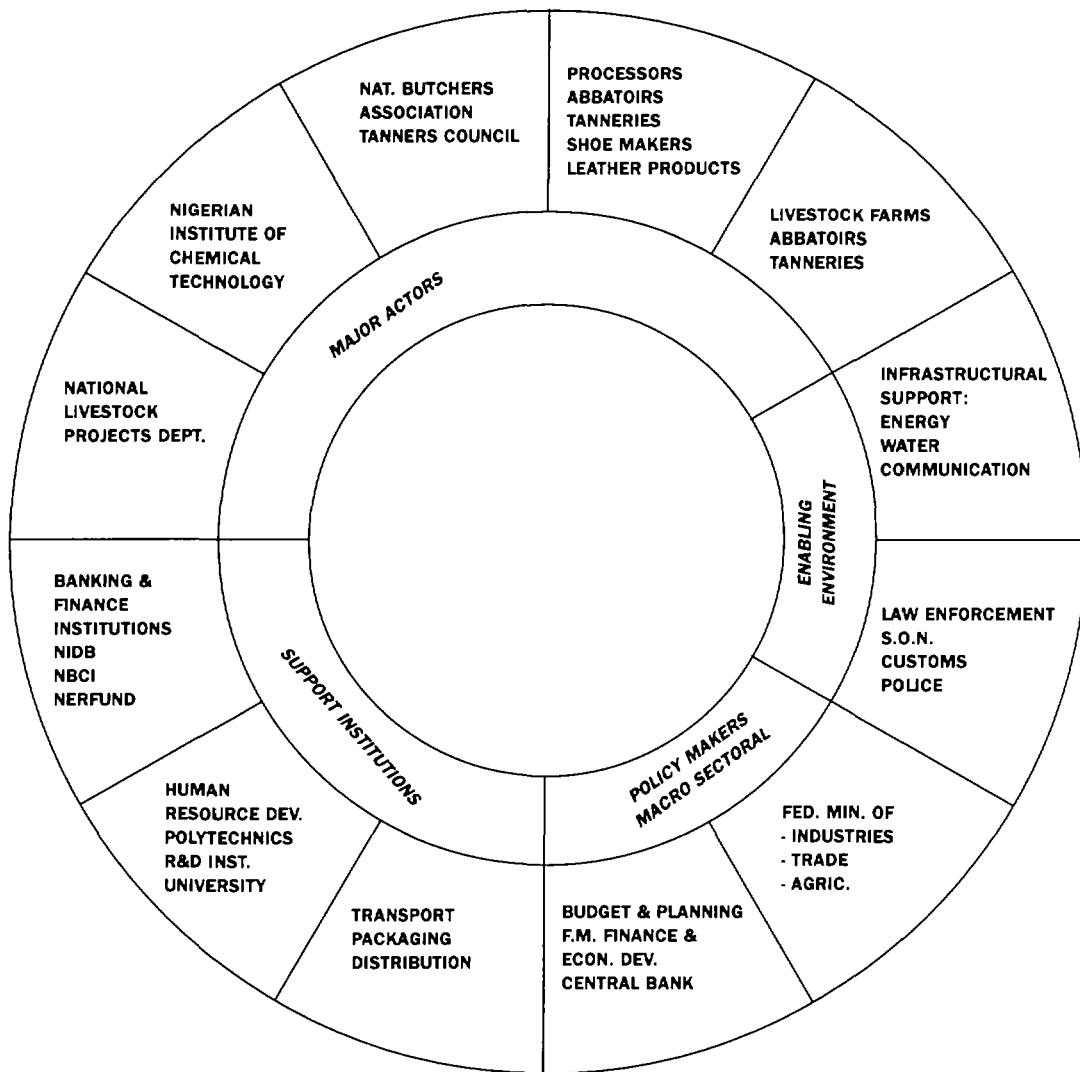 NAT. BUTCHERS
ASSOCIATION
TANNERS COUNCIL
PROCESSORS
ABBATOIRS
TANNERIES
SHOE MAKERS
LEATHER PRODUCTS
LIVESTOCK FARMS
ABBATOIRS
TANNERIES
INFRASTRUCTURAL
SUPPORT:
ENERGY
WATER
COMMUNICATION
LAW ENFORCEMENT
S.O.N.
CUSTOMS
POLICE
FED. MIN. OF
- INDUSTRIES
- TRADE
- AGRIC.
BUDGET & PLANNING
F.M. FINANCE &
ECON. DEV.
CENTRAL BANK
TRANSPORT
PACKAGING
DISTRIBUTION
HUMAN
RESOURCE DEV.
POLYTECHNICS
R&D INST.
UNIVERSITY
BANKING &
FINANCE
INSTITUTIONS
NIDB
NBCI
NERFUND
NATIONAL
LIVESTOCK
PROJECTS DEPT.
NIGERIAN
INSTITUTE OF
CHEMICAL
TECHNOLOGY
MAJOR ACTORS
ENABLING
ENVIRONMENT
POLICY MAKERS
MACRO SECTORAL
SUPPORT INSTITUTIONS